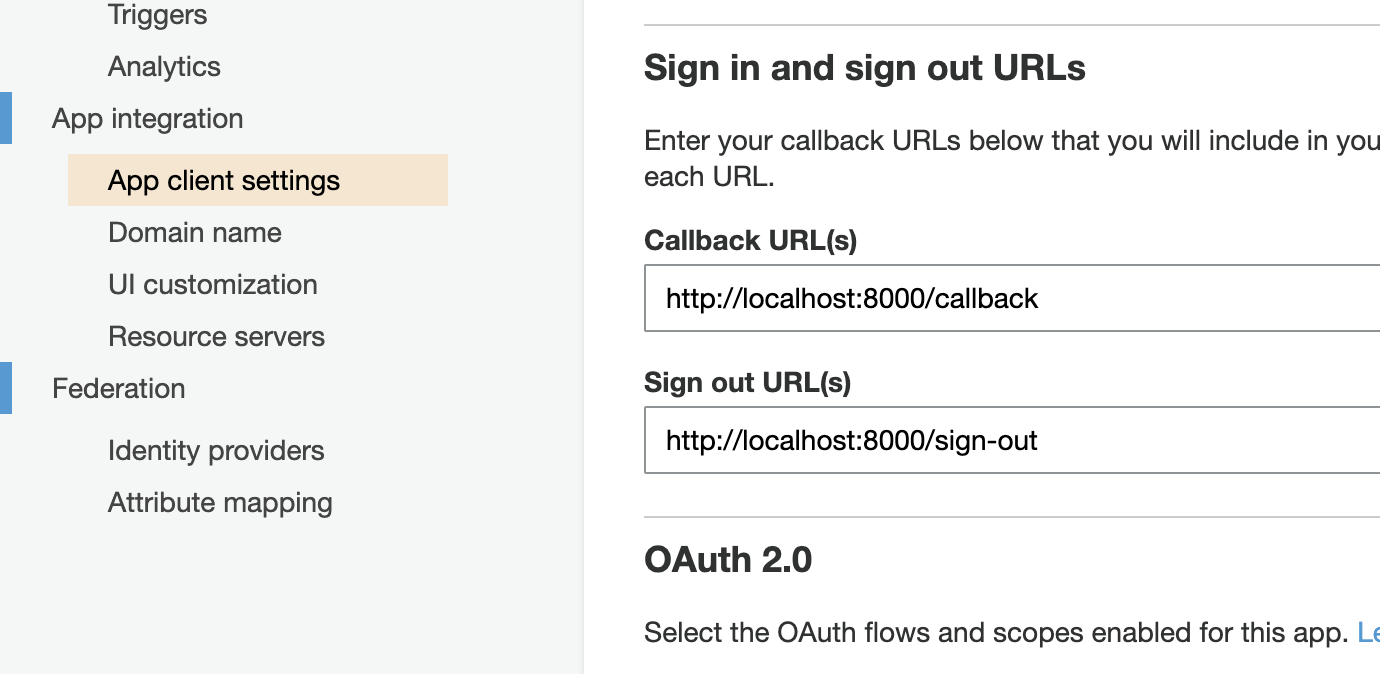 Triggers
Analytics
App integration
App client settings
Domain name
UI customization
Resource servers
Federation
Identity providers
Attribute mapping
Sign in and sign out URLs
Enter your callback URLs below that you will include in you
each URL.
Callback URL(s)
http://localhost:8000/callback
Sign out URL(s)
http://localhost:8000/sign-out
OAuth 2.0
Select the OAuth flows and scopes enabled for this app. Le